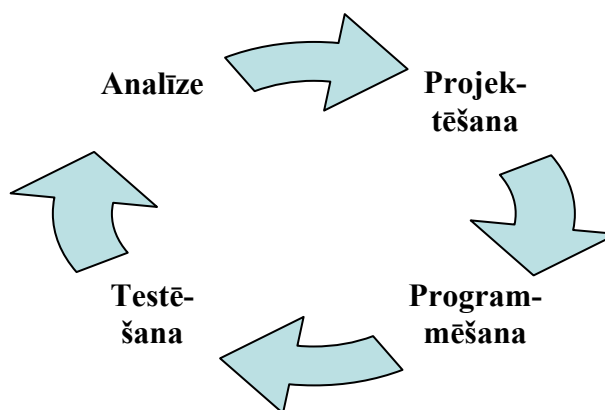 Analīze
Projek-
tēšana
Testē-
šana
Program-
mēšana